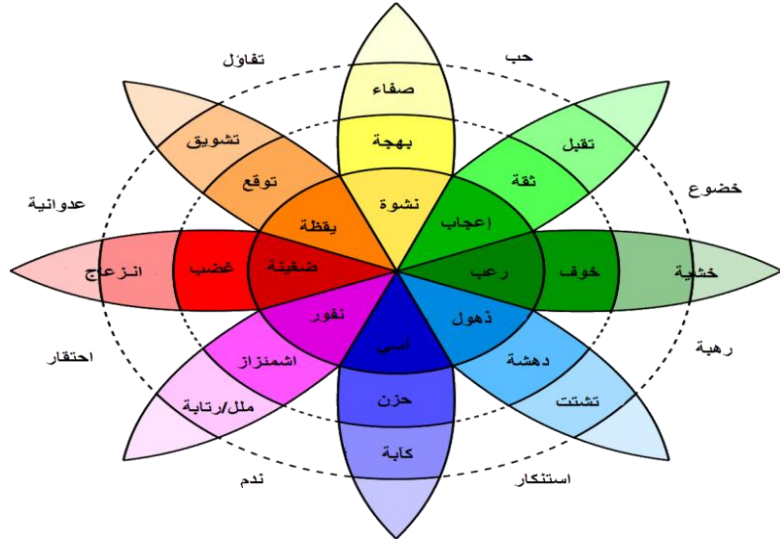 حب
تفاؤل
صفاء
تشويق
تقبل
بهجة
توقع
ثقة
خضوع
عدوانية
نشوة
يقظة
إعجاب
خشية
خوف
رعب
ضغينة
غضب
انزعاج
نفور
أسى
ذهول
رهبة
احتقار
اشمئزاز
دهشة
ملل/رتابة
حزن
تشتت
كآبة
ندم
استنكار